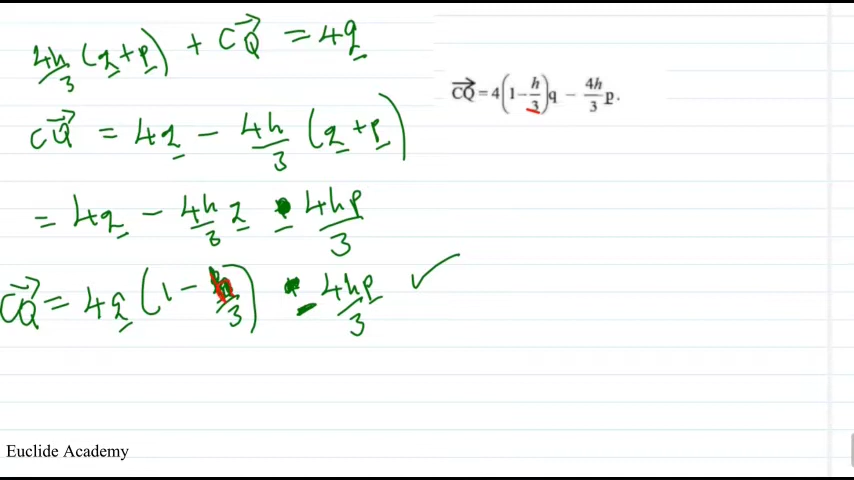 4h/3 (q + p) + CQ→ = 4q
CQ→ = 4(1 − h/3)q − 4h/3 p.
CQ→ = 4q − 4h/3 (q + p)
= 4q − 4h/3 q - 4hp/3
CQ→ = 4q (1 − h/3) - 4hp/3 ✓
Euclide Academy